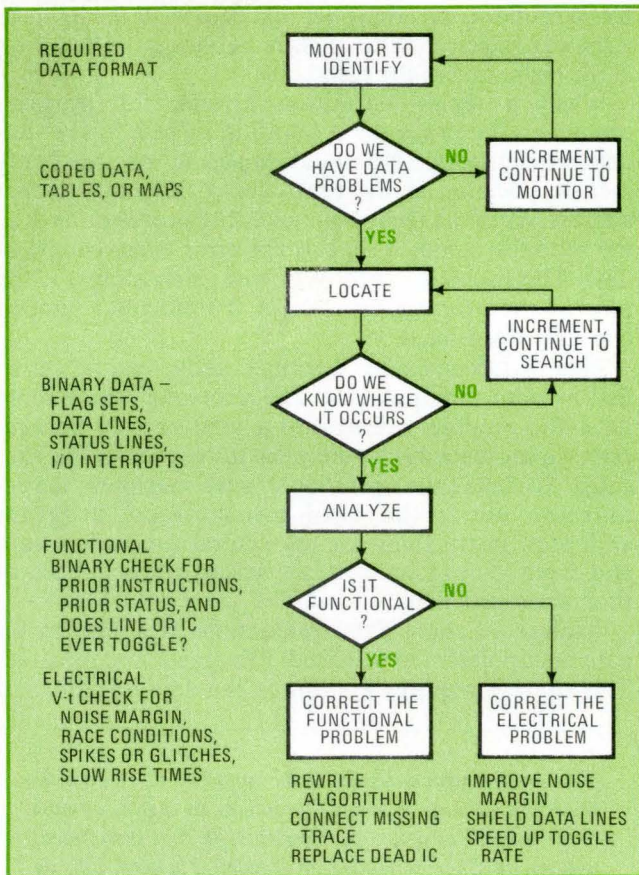 REQUIRED
DATA FORMAT
MONITOR TO
IDENTIFY
CODED DATA,
TABLES, OR MAPS
DO WE
HAVE DATA
PROBLEMS
?
NO
INCREMENT,
CONTINUE TO
MONITOR
YES
LOCATE
INCREMENT,
CONTINUE TO
SEARCH
BINARY DATA –
FLAG SETS,
DATA LINES,
STATUS LINES,
I/O INTERRUPTS
DO WE
KNOW WHERE
IT OCCURS
?
NO
YES
ANALYZE
FUNCTIONAL
BINARY CHECK FOR
PRIOR INSTRUCTIONS,
PRIOR STATUS, AND
DOES LINE OR IC
EVER TOGGLE?
IS IT
FUNCTIONAL
?
NO
YES
ELECTRICAL
V-t CHECK FOR
NOISE MARGIN,
RACE CONDITIONS,
SPIKES OR GLITCHES,
SLOW RISE TIMES
CORRECT THE
FUNCTIONAL
PROBLEM
CORRECT THE
ELECTRICAL
PROBLEM
REWRITE
ALGORITHUM
CONNECT MISSING
TRACE
REPLACE DEAD IC
IMPROVE NOISE
MARGIN
SHIELD DATA LINES
SPEED UP TOGGLE
RATE